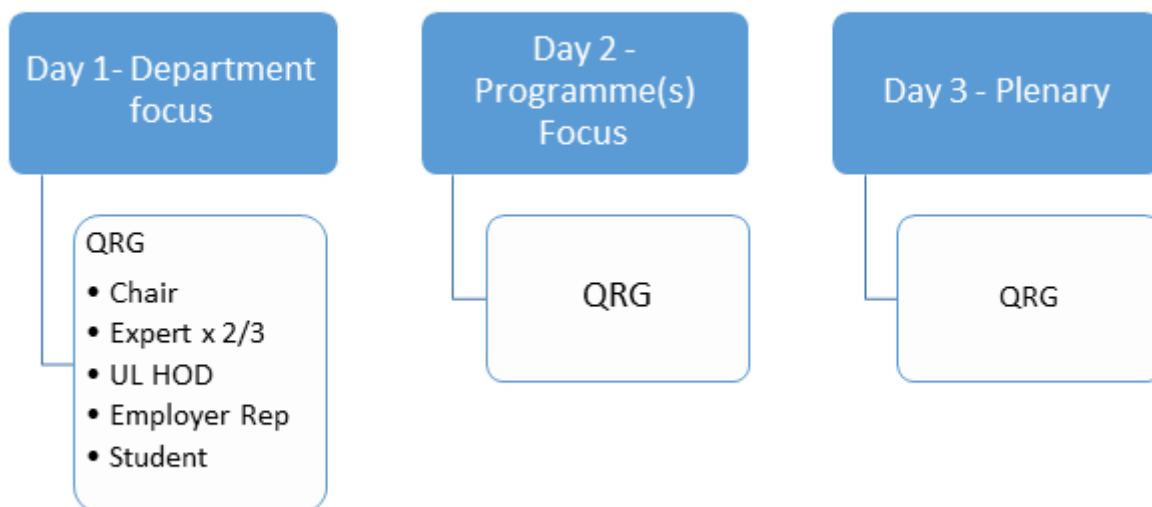 Day 1- Department
focus
QRG
• Chair
• Expert x 2/3
• UL HOD
• Employer Rep
• Student
Day 2 -
Programme(s)
Focus
QRG
Day 3 - Plenary
QRG